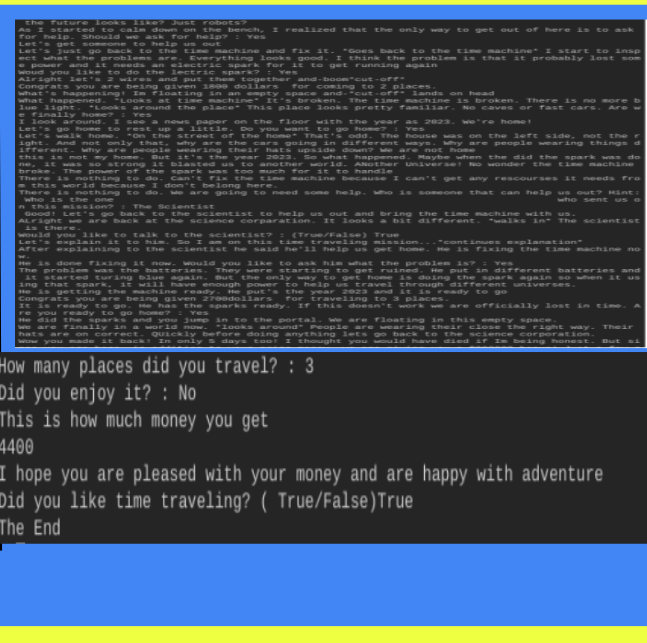 the future looks like? Just robots?
As I started to calm down on the bench, I realized that the only way to get out of here is to ask
for help. Should we ask for help? : Yes
Let's get someone to help us out
Let's just go back to the time machine and fix it. *Goes back to the time machine* I start to insp
ect what the problems are. Everything looks good. I think the problem is that it probably lost som
e power and it needs an electric spark for it to get running again
Woud you like to do the lectric spark? : Yes
Alright let's 2 wires and put them together and-boom*cut-off*
Congrats you are being given 1800 dollars  for coming to 2 places.
What's happening! Im floating in an empty space and-*cut-off* lands on head
What happened. *Looks at time machine* It's broken. The time machine is broken. There is no more b
lue light. *Looks around the place* This place looks pretty familiar. No caves or fast cars. Are w
e finally home? : Yes
I look around. I see a news paper on the floor with the year as 2023. We're home!
Let's go home to rest up a little. Do you want to go home? : Yes
Let's walk home. *On the street of the home* That's odd. The house was on the left side, not the r
ight. And not only that, why are the cars going in different ways. Why are people wearing things d
ifferent. Why are people wearing their hats upside down? We are not home
this is not my home. But it's the year 2023. So what happened. Maybe when the did the spark was do
ne, it was so strong it blasted us to another world. ANother Universe! No wonder the time machine
broke. The power of the spark was too much for it to handle
There is nothing to do. Can't fix the time machine because I can't get any rescourses it needs fro
m this world because I don't belong here.
There is nothing to do. We are going to need some help. Who is someone that can help us out? Hint:
Who is the one who sent us o
n this mission? : The Scientist
Good! Let's go back to the scientist to help us out and bring the time machine with us.
Alright we are back at the science corporation. It looks a bit different. *walks in* The scientist
is there.
Would you like to talk to the scientist? : (True/False) True
Let's explain it to him. So I am on this time traveling mission...*continues explanation*
After explaining to the scientist he said he'll help us get home. He is fixing the time machine no
w.
He is done fixing it now. Would you like to ask him what the problem is? : Yes
The problem was the batteries. They were starting to get ruined. He put in different batteries and
it started turing blue again. But the only way to get home is doing the spark again so when it us
ing that spark, it will have enough power to help us travel through different universes.
He is getting the machine ready. He put's the year 2023 and it is ready to go
Congrats you are being given 2700dollars  for traveling to 3 places.
It is ready to go. He has the sparks ready. If this doesn't work we are officially lost in time. A
re you ready to go home? : Yes
He did the sparks and you jump in to the portal. We are floating in this empty space.
We are finally in a world now. *looks around* People are wearing their close the right way. Their
hats are on correct. QUickly before doing anything lets go back to the science corporation.
Wow you made it back! In only 5 days too! I thought you would have died if Im being honest. But si
How many places did you travel? : 3
Did you enjoy it? : No
This is how much money you get
4400
I hope you are pleased with your money and are happy with adventure
Did you like time traveling? ( True/False)True
The End